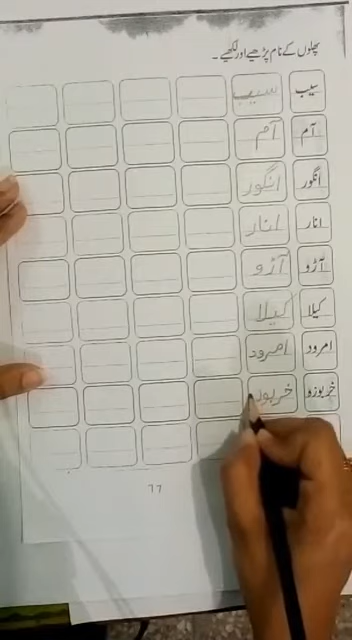 پھلوں کے نام پڑھیے اور لکھیے۔
سیب سیب
آم آم
انگور انگور
انار انار
آڑو آڑو
کیلا کیلا
امرود امرود
خربوزہ
٦٦